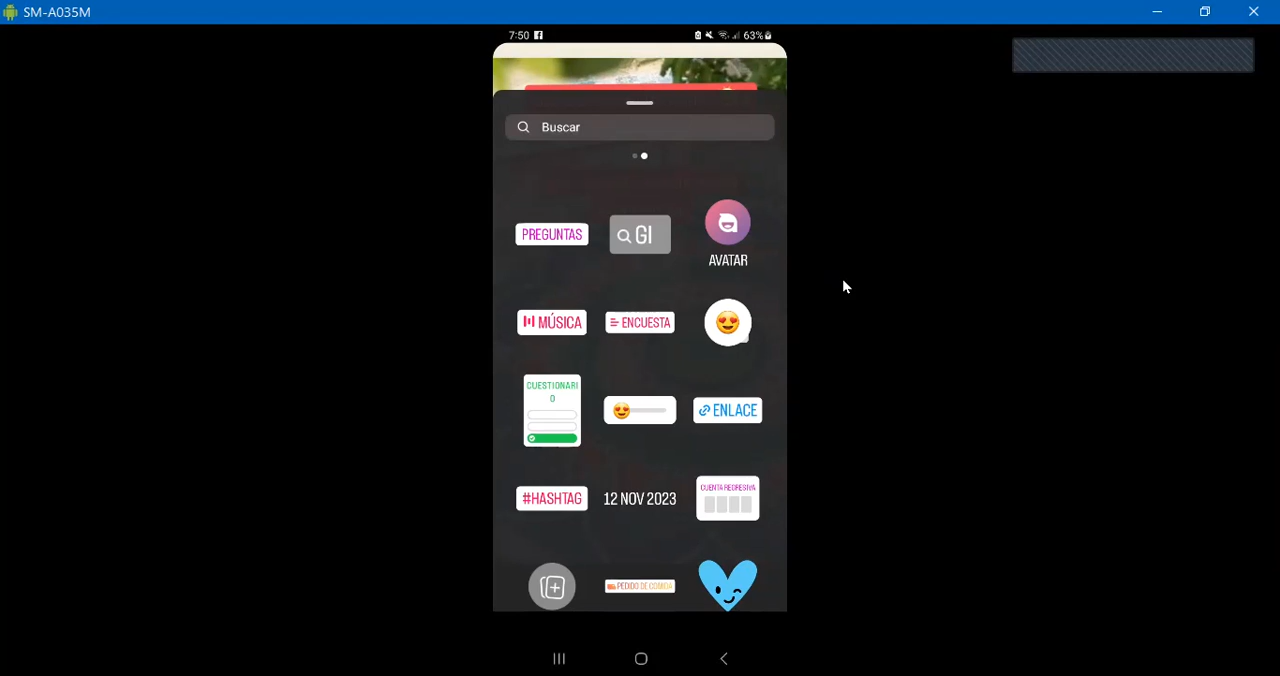 SM-A035M
7:50 63%
Buscar
PREGUNTAS GI
AVATAR
MÚSICA ENCUESTA
CUESTIONARI
O
ENLACE
#HASHTAG 12 NOV 2023 CUENTA REGRESIVA
PEDIDO DE COMIDA